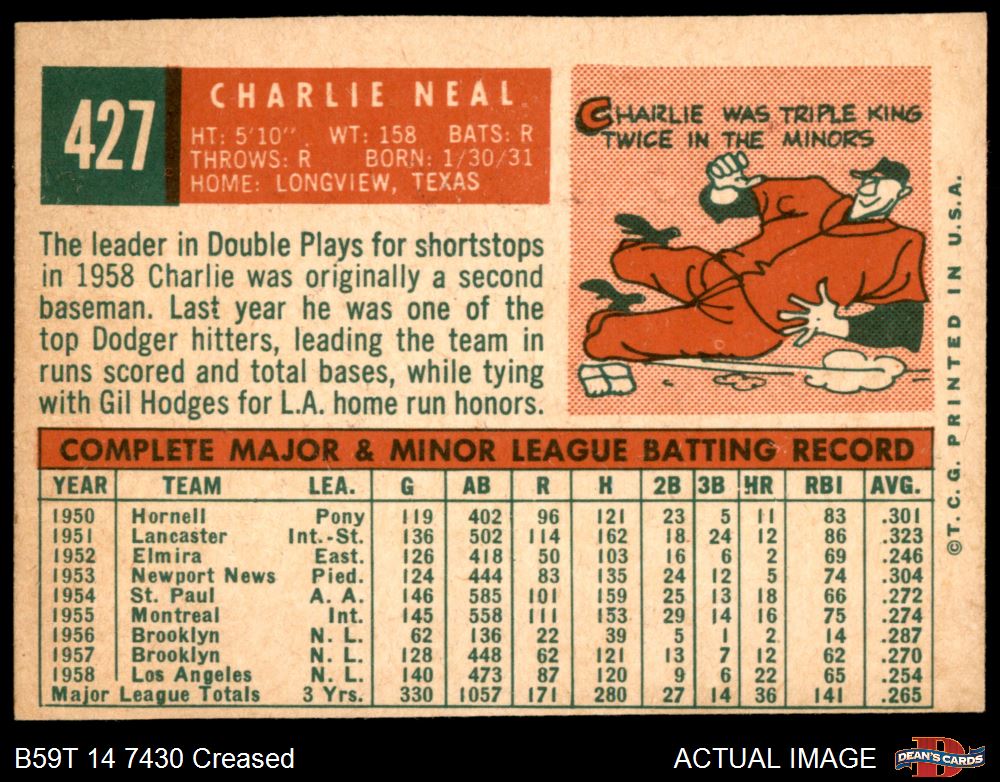 427
CHARLIE NEAL
HT: 5'10" WT: 158 BATS: R
THROWS: R BORN: 1/30/31
HOME: LONGVIEW, TEXAS
CHARLIE WAS TRIPLE KING
TWICE IN THE MINORS
The leader in Double Plays for shortstops
in 1958 Charlie was originally a second
baseman. Last year he was one of the
top Dodger hitters, leading the team in
runs scored and total bases, while tying
with Gil Hodges for L.A. home run honors.
©T.C.G. PRINTED IN U.S.A.
COMPLETE MAJOR & MINOR LEAGUE BATTING RECORD
YEAR TEAM LEA. G AB R H 2B 3B HR RBI AVG.
1950 Hornell Pony 119 402 96 121 23 5 11 83 .301
1951 Lancaster Int.-St. 136 502 114 162 18 24 12 86 .323
1952 Elmira East. 126 418 50 103 16 6 2 69 .246
1953 Newport News Pied. 124 444 83 135 24 12 5 74 .304
1954 St. Paul A. A. 146 585 101 159 25 13 18 66 .272
1955 Montreal Int. 145 558 111 153 29 14 16 75 .274
1956 Brooklyn N. L. 62 136 22 39 5 1 2 14 .287
1957 Brooklyn N. L. 128 448 62 121 13 7 12 62 .270
1958 Los Angeles N. L. 140 473 87 120 9 6 22 65 .254
Major League Totals 3 Yrs. 330 1057 171 280 27 14 36 141 .265
B59T 14 7430 Creased
ACTUAL IMAGE
D
DEAN'S CARDS